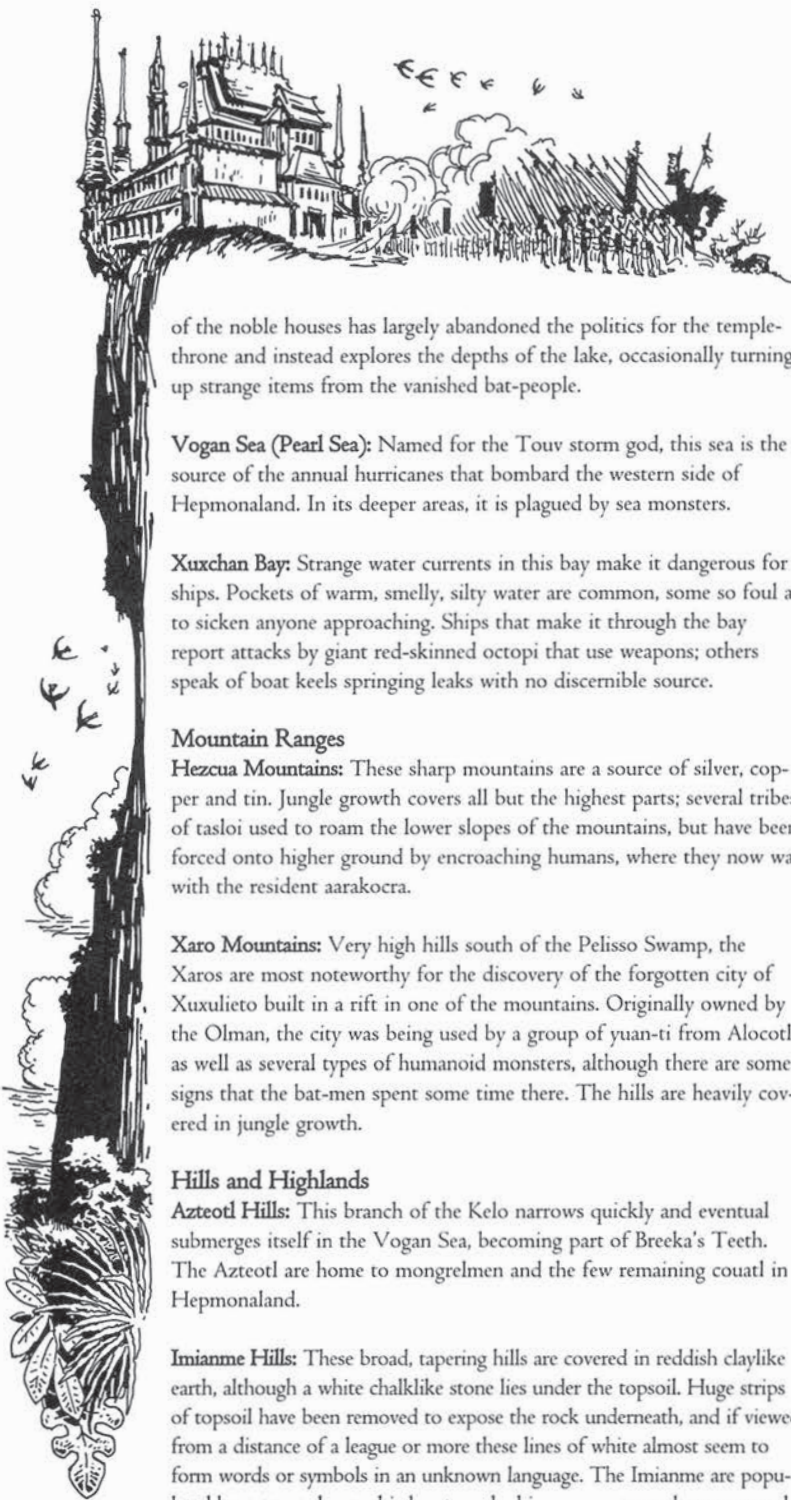 of the noble houses has largely abandoned the politics for the temple-
throne and instead explores the depths of the lake, occasionally turning
up strange items from the vanished bat-people.
Vogan Sea (Pearl Sea): Named for the Touv storm god, this sea is the
source of the annual hurricanes that bombard the western side of
Hepmonaland. In its deeper areas, it is plagued by sea monsters.
Xuxchan Bay: Strange water currents in this bay make it dangerous for
ships. Pockets of warm, smelly, silty water are common, some so foul a
to sicken anyone approaching. Ships that make it through the bay
report attacks by giant red-skinned octopi that use weapons; others
speak of boat keels springing leaks with no discernible source.
Mountain Ranges
Hezcua Mountains: These sharp mountains are a source of silver, cop-
per and tin. Jungle growth covers all but the highest parts; several tribe
of tasloi used to roam the lower slopes of the mountains, but have been
forced onto higher ground by encroaching humans, where they now wa
with the resident aarakocra.
Xaro Mountains: Very high hills south of the Pelisso Swamp, the
Xaros are most noteworthy for the discovery of the forgotten city of
Xuxulieto built in a rift in one of the mountains. Originally owned by
the Olman, the city was being used by a group of yuan-ti from Alocotl
as well as several types of humanoid monsters, although there are some
signs that the bat-men spent some time there. The hills are heavily cov-
ered in jungle growth.
Hills and Highlands
Azteotl Hills: This branch of the Kelo narrows quickly and eventual
submerges itself in the Vogan Sea, becoming part of Breeka's Teeth.
The Azteotl are home to mongrelmen and the few remaining couatl in
Hepmonaland.
Imianme Hills: These broad, tapering hills are covered in reddish claylike
earth, although a white chalklike stone lies under the topsoil. Huge strips
of topsoil have been removed to expose the rock underneath, and if viewe
from a distance of a league or more these lines of white almost seem to
form words or symbols in an unknown language. The Imianme are popu-